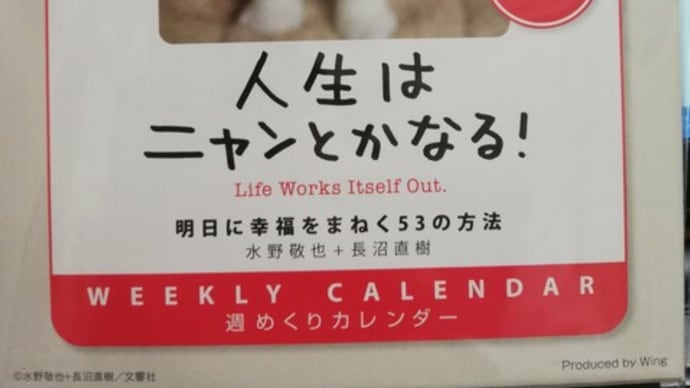 人生は
ニャンとかなる!
Life Works Itself Out.
明日に幸福をまねく53の方法
水野敬也+長沼直樹
WEEKLY CALENDAR
週めくりカレンダー
©水野敬也+長沼直樹/文響社
Produced by Wing